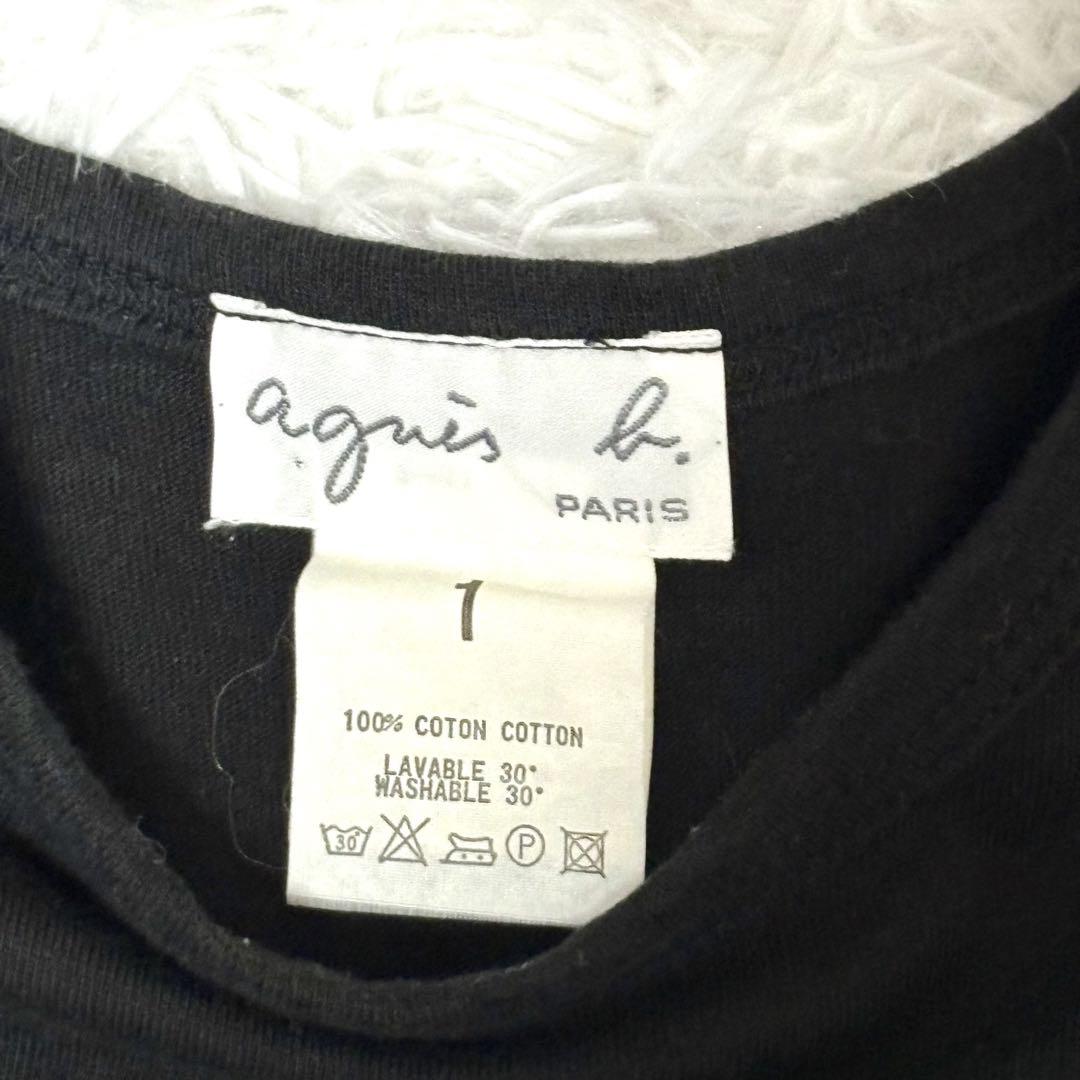 agnès b.
PARIS
1
100% COTON COTTON
LAVABLE 30°
WASHABLE 30°
30° P